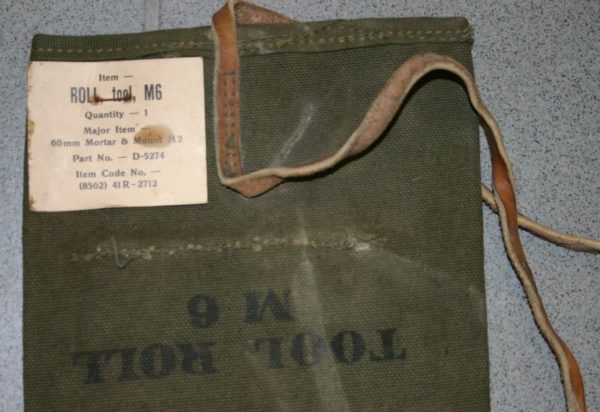 Item —
ROLL, tool, M6
Quantity — 1
Major Item —
60mm Mortar & Mount M2
Part No. — D-5274
Item Code No. —
(8562) 41R-2712
TOOL ROLL
M 6